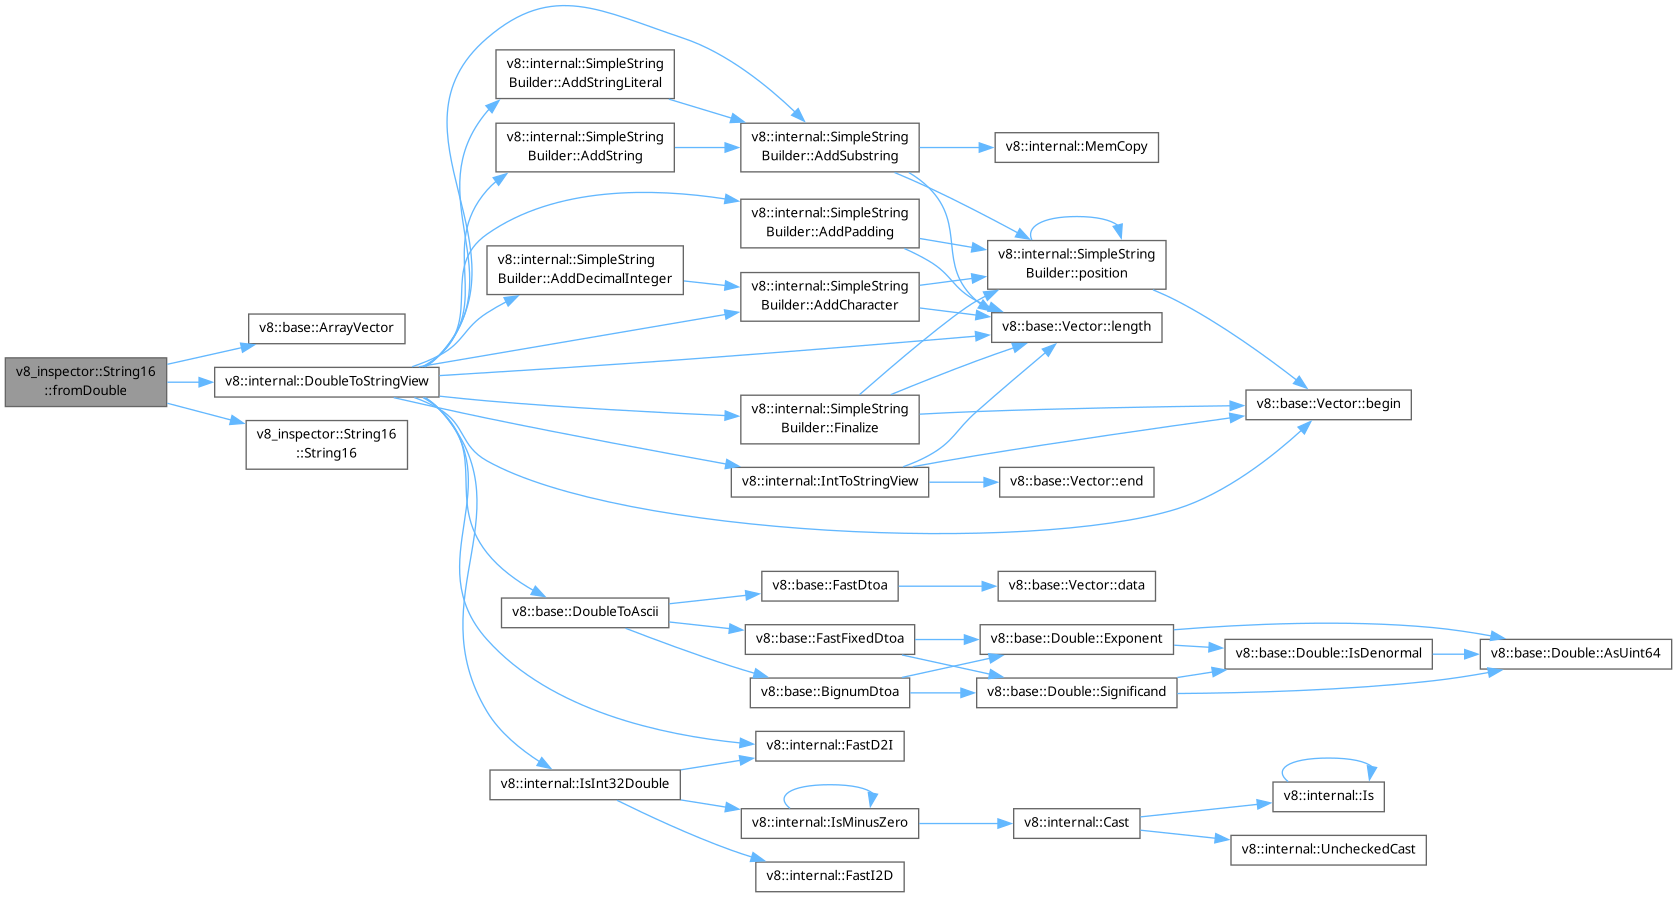 v8_inspector::String16
::fromDouble
v8::base::ArrayVector
v8::internal::DoubleToStringView
v8_inspector::String16
::String16
v8::internal::SimpleString
Builder::AddStringLiteral
v8::internal::SimpleString
Builder::AddString
v8::internal::SimpleString
Builder::AddDecimalInteger
v8::base::DoubleToAscii
v8::internal::IsInt32Double
v8::internal::SimpleString
Builder::AddSubstring
v8::internal::SimpleString
Builder::AddPadding
v8::internal::SimpleString
Builder::AddCharacter
v8::internal::SimpleString
Builder::Finalize
v8::internal::IntToStringView
v8::base::FastDtoa
v8::base::FastFixedDtoa
v8::base::BignumDtoa
v8::internal::FastD2I
v8::internal::IsMinusZero
v8::internal::FastI2D
v8::internal::MemCopy
v8::internal::SimpleString
Builder::position
v8::base::Vector::length
v8::base::Vector::end
v8::base::Vector::data
v8::base::Double::Exponent
v8::base::Double::Significand
v8::internal::Cast
v8::base::Vector::begin
v8::base::Double::IsDenormal
v8::internal::Is
v8::internal::UncheckedCast
v8::base::Double::AsUint64